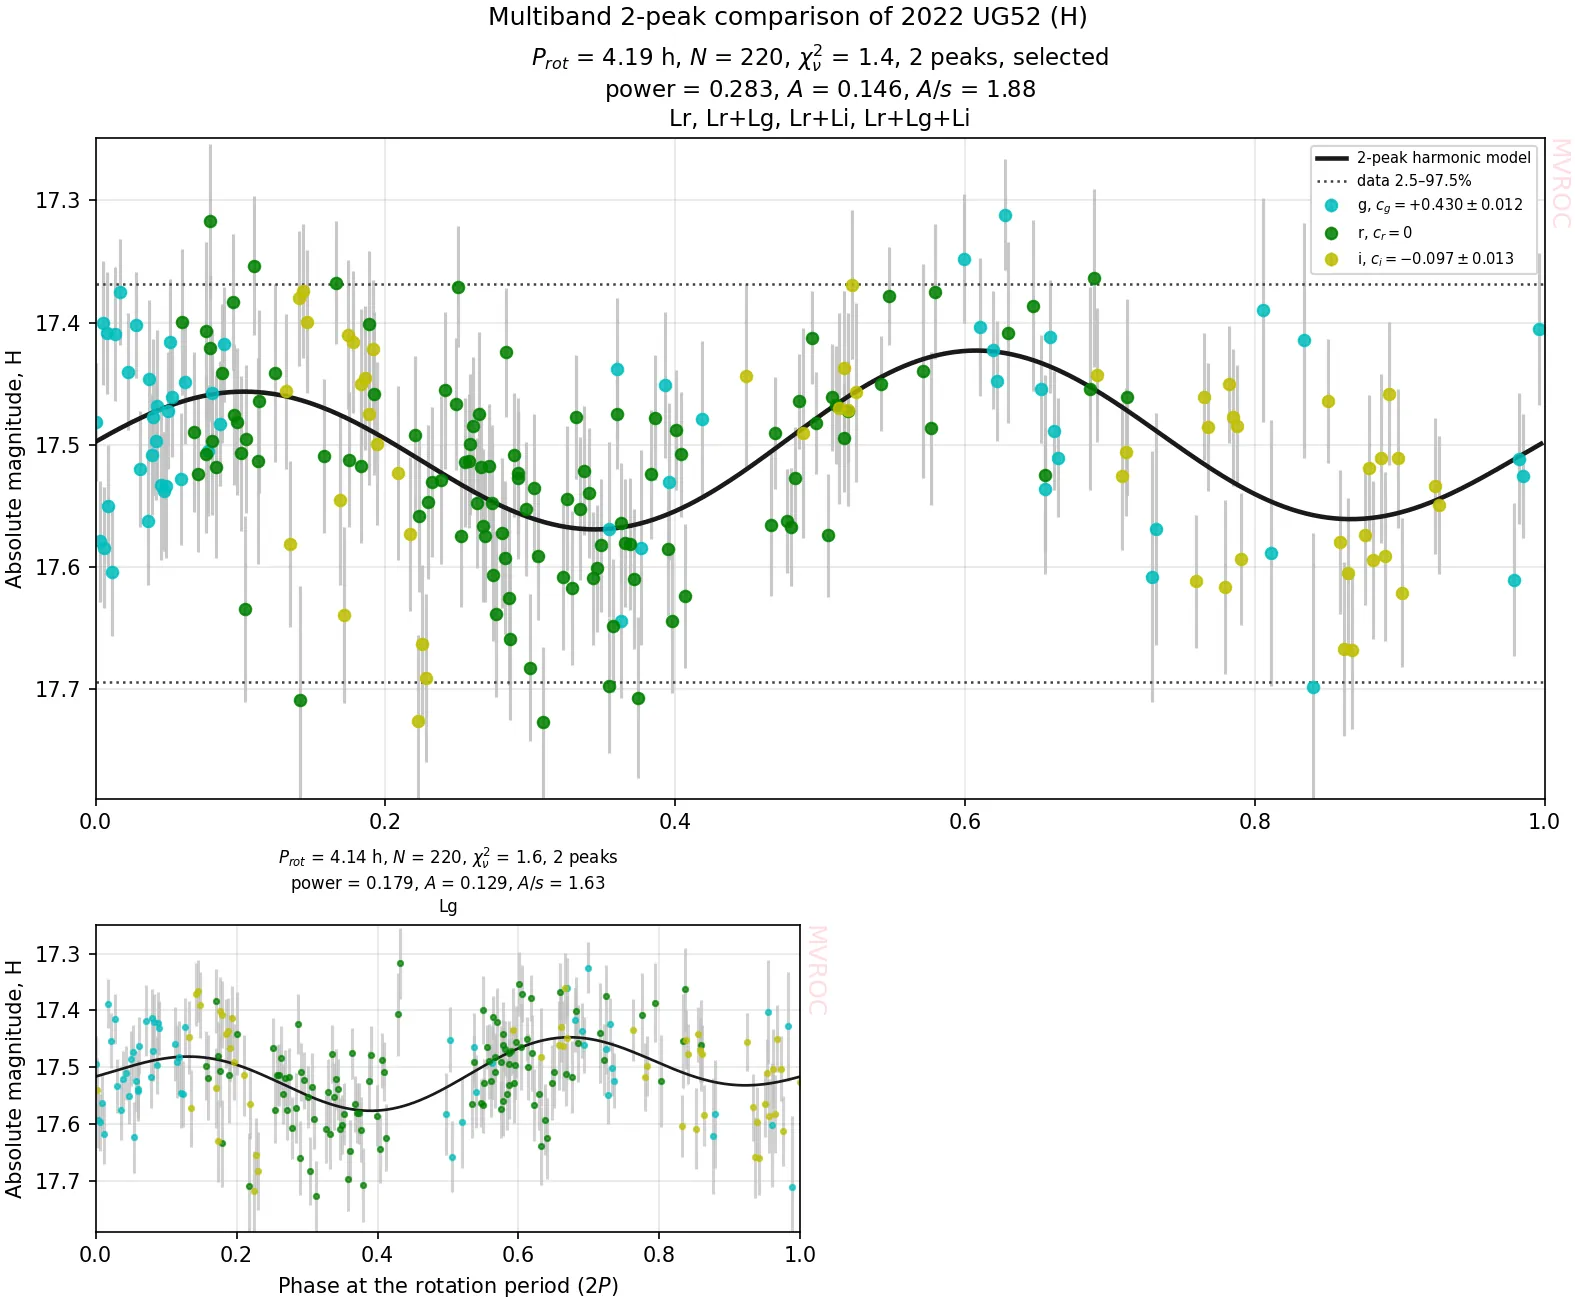 Multiband 2-peak comparison of 2022 UG52 (H)
P_rot = 4.19 h, N = 220, χ²_ν = 1.4, 2 peaks, selected
power = 0.283, A = 0.146, A/s = 1.88
Lr, Lr+Lg, Lr+Li, Lr+Lg+Li
MVROC
2-peak harmonic model
data 2.5–97.5%
g, c_g = +0.430 ± 0.012
r, c_r = 0
i, c_i = −0.097 ± 0.013
17.3
17.4
17.5
17.6
17.7
Absolute magnitude, H
0.0 0.2 0.4 0.6 0.8 1.0
P_rot = 4.14 h, N = 220, χ²_ν = 1.6, 2 peaks
power = 0.179, A = 0.129, A/s = 1.63
Lg
MVROC
17.3
17.4
17.5
17.6
17.7
Absolute magnitude, H
0.0 0.2 0.4 0.6 0.8 1.0
Phase at the rotation period (2P)